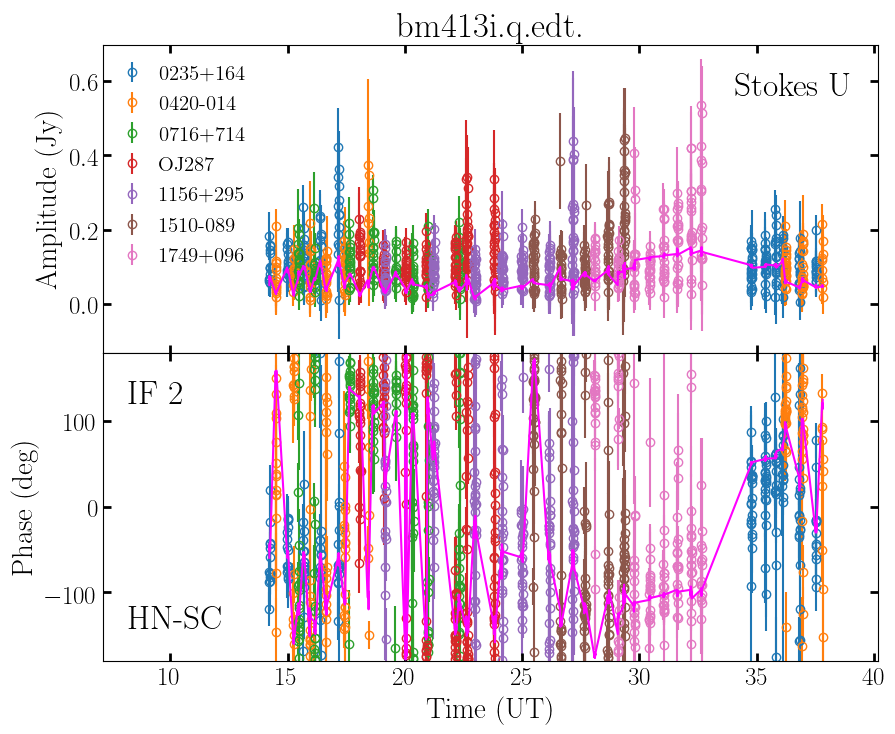 bm413i.q.edt.
Stokes U
0235+164
0420-014
0716+714
OJ287
1156+295
1510-089
1749+096
Amplitude (Jy)
0.6
0.4
0.2
0.0
IF 2
HN-SC
Phase (deg)
100
0
−100
10 15 20 25 30 35 40
Time (UT)